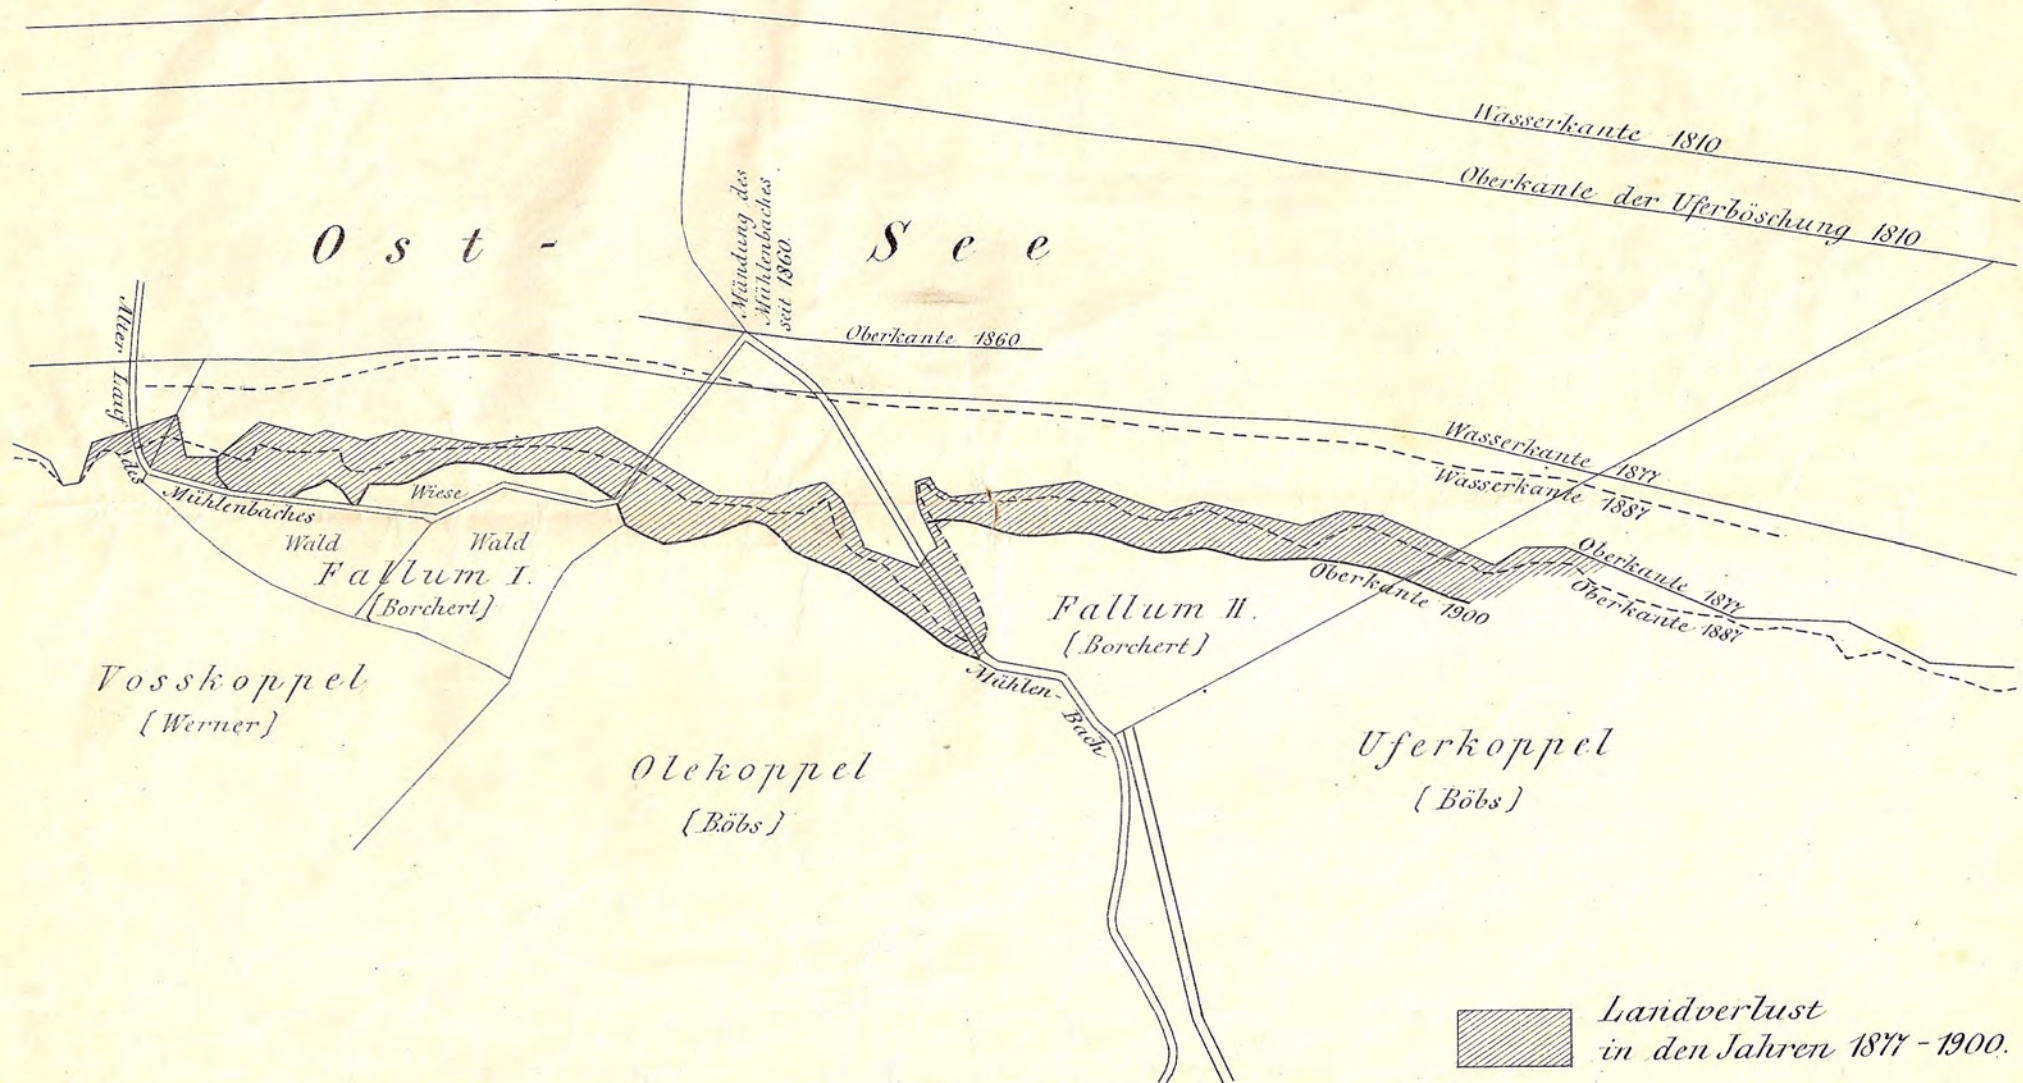 Wasserkante 1810
Oberkante der Uferböschung 1810
Ost-See
Mündung des
Mühlenbaches
seit 1860.
Oberkante 1860
Alter Lauf des Mühlenbaches
Wasserkante 1877
Wasserkante 1887
Wiese
Wald
Wald
Fallum I.
[Borchert]
Oberkante 1877
Oberkante 1887
Oberkante 1900
Fallum II.
[Borchert]
Vosskoppel
[Werner]
Mühlen-
Bach
Olekoppel
[Böbs]
Uferkoppel
[Böbs]
Landverlust
in den Jahren 1877-1900.